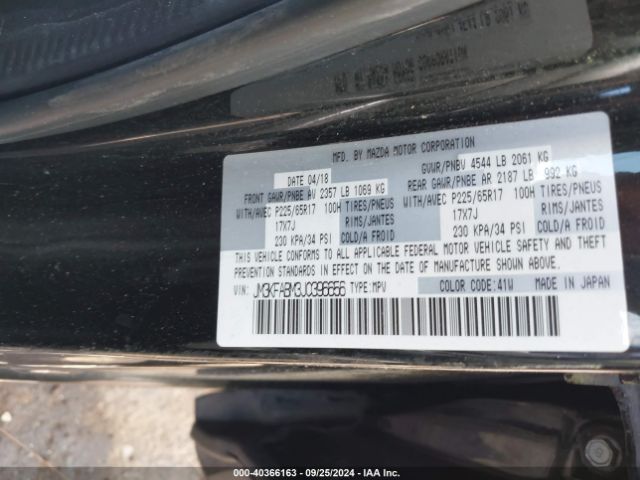 MFD. BY MAZDA MOTOR CORPORATION
DATE 04/18
GVWR/PNBV 4544 LB 2061 KG
FRONT GAWR/PNBE AV 2357 LB 1069 KG
REAR GAWR/PNBE AR 2187 LB 992 KG
WITH/AVEC P225/65R17 100H TIRES/PNEUS
WITH/AVEC P225/65R17 100H TIRES/PNEUS
17X7J RIMS/JANTES
17X7J RIMS/JANTES
230 KPA/34 PSI COLD/A FROID
230 KPA/34 PSI COLD/A FROID
THIS VEHICLE CONFORMS TO ALL APPLICABLE FEDERAL MOTOR VEHICLE SAFETY AND THEFT
PREVENTION STANDARDS IN EFFECT ON THE DATE OF MANUFACTURE SHOWN ABOVE.
VIN: JM3KFABM3J0396656 TYPE:MPV COLOR CODE:41W MADE IN JAPAN
000-40366163 - 09/25/2024 - IAA Inc.